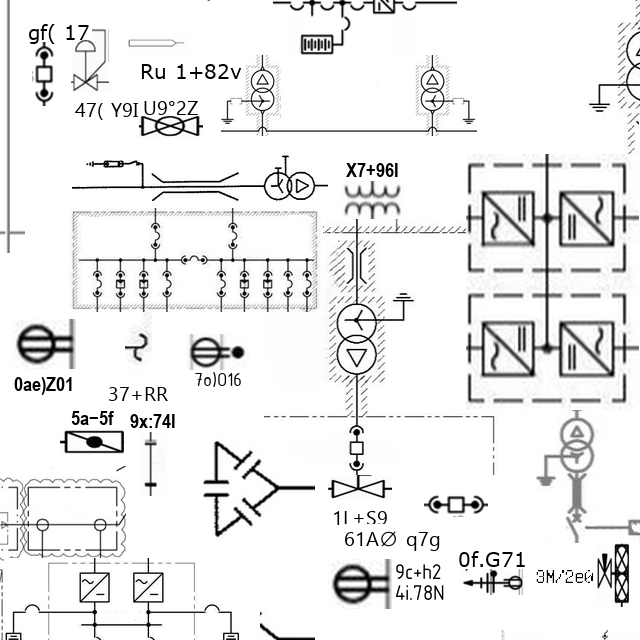 gf( 17
Ru 1+82v
47( Y9I U9°2Z
X7+96I
0ae)Z01
7o)016
37+RR
5a–5f 9x:74I
1I +S9
61AØ q7g
9c+h2
4i.78N
0f.G71
3M/2e0